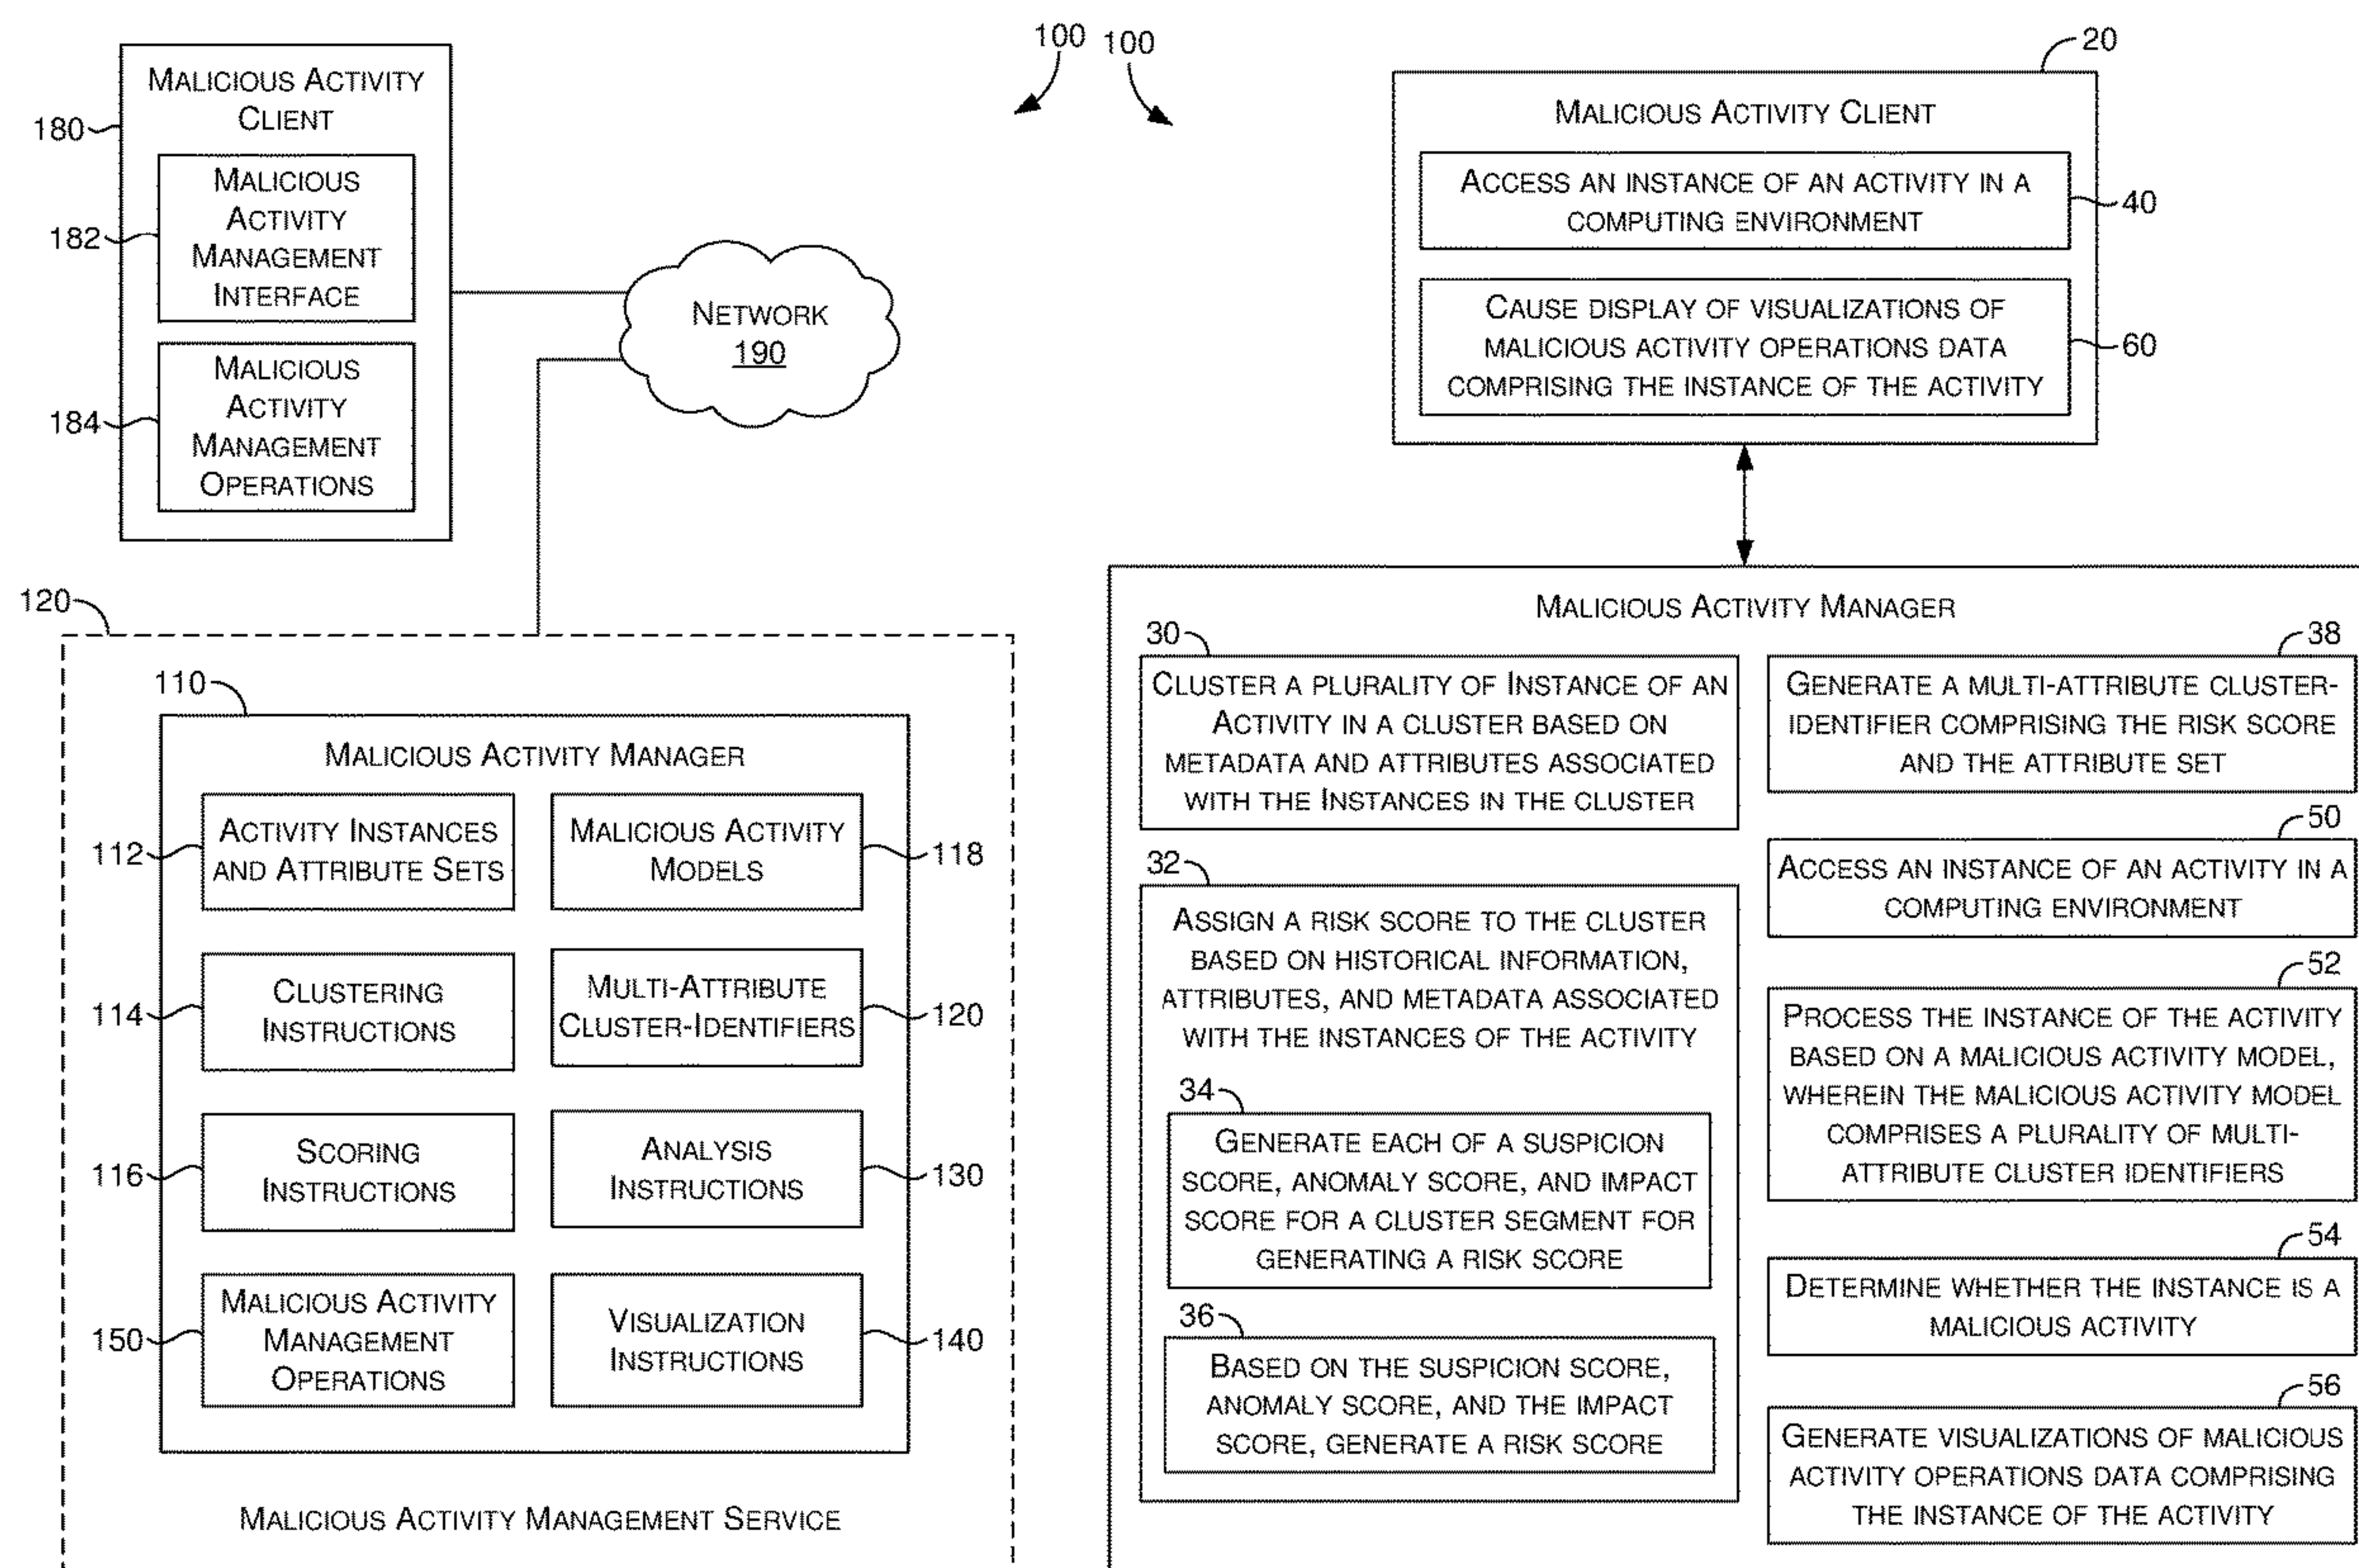 100
MALICIOUS ACTIVITY
CLIENT
180
MALICIOUS
ACTIVITY
MANAGEMENT
INTERFACE
182
MALICIOUS
ACTIVITY
MANAGEMENT
OPERATIONS
184
NETWORK
190
120
110
MALICIOUS ACTIVITY MANAGER
112
ACTIVITY INSTANCES
AND ATTRIBUTE SETS
MALICIOUS ACTIVITY
MODELS
118
114
CLUSTERING
INSTRUCTIONS
MULTI-ATTRIBUTE
CLUSTER-IDENTIFIERS
120
116
SCORING
INSTRUCTIONS
ANALYSIS
INSTRUCTIONS
130
150
MALICIOUS ACTIVITY
MANAGEMENT
OPERATIONS
VISUALIZATION
INSTRUCTIONS
140
MALICIOUS ACTIVITY MANAGEMENT SERVICE
100
20
MALICIOUS ACTIVITY CLIENT
ACCESS AN INSTANCE OF AN ACTIVITY IN A
COMPUTING ENVIRONMENT
40
CAUSE DISPLAY OF VISUALIZATIONS OF
MALICIOUS ACTIVITY OPERATIONS DATA
COMPRISING THE INSTANCE OF THE ACTIVITY
60
MALICIOUS ACTIVITY MANAGER
30
CLUSTER A PLURALITY OF INSTANCE OF AN
ACTIVITY IN A CLUSTER BASED ON
METADATA AND ATTRIBUTES ASSOCIATED
WITH THE INSTANCES IN THE CLUSTER
32
ASSIGN A RISK SCORE TO THE CLUSTER
BASED ON HISTORICAL INFORMATION,
ATTRIBUTES, AND METADATA ASSOCIATED
WITH THE INSTANCES OF THE ACTIVITY
34
GENERATE EACH OF A SUSPICION
SCORE, ANOMALY SCORE, AND IMPACT
SCORE FOR A CLUSTER SEGMENT FOR
GENERATING A RISK SCORE
36
BASED ON THE SUSPICION SCORE,
ANOMALY SCORE, AND THE IMPACT
SCORE, GENERATE A RISK SCORE
38
GENERATE A MULTI-ATTRIBUTE CLUSTER-
IDENTIFIER COMPRISING THE RISK SCORE
AND THE ATTRIBUTE SET
50
ACCESS AN INSTANCE OF AN ACTIVITY IN A
COMPUTING ENVIRONMENT
52
PROCESS THE INSTANCE OF THE ACTIVITY
BASED ON A MALICIOUS ACTIVITY MODEL,
WHEREIN THE MALICIOUS ACTIVITY MODEL
COMPRISES A PLURALITY OF MULTI-
ATTRIBUTE CLUSTER IDENTIFIERS
54
DETERMINE WHETHER THE INSTANCE IS A
MALICIOUS ACTIVITY
56
GENERATE VISUALIZATIONS OF MALICIOUS
ACTIVITY OPERATIONS DATA COMPRISING
THE INSTANCE OF THE ACTIVITY